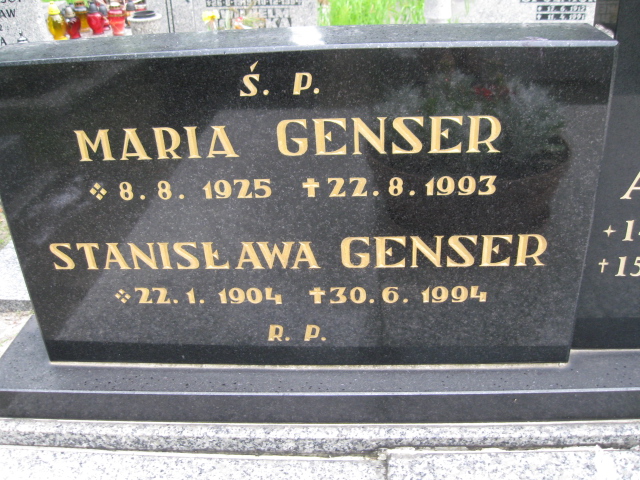 Ś. P.
MARIA GENSER
8. 8. 1925 ✝ 22. 8. 1993
STANISŁAWA GENSER
22. 1. 1904 ✝ 30. 6. 1994
R. P.